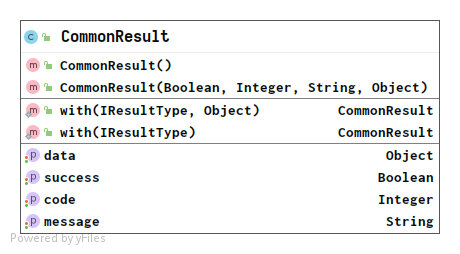 C CommonResult
m CommonResult()
m CommonResult(Boolean, Integer, String, Object)
m with(IResultType, Object) CommonResult
m with(IResultType) CommonResult
p data Object
p success Boolean
p code Integer
p message String
Powered by yFiles